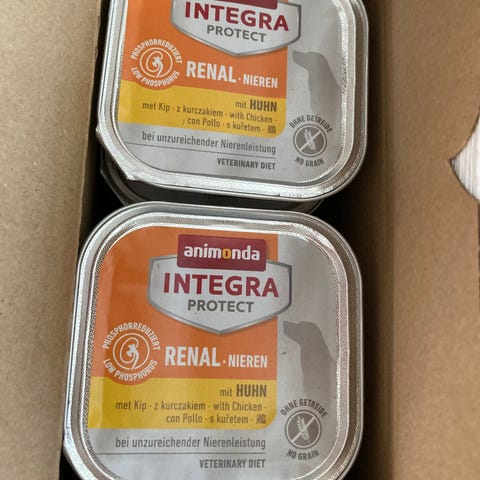 INTEGRA
PROTECT
PHOSPHORREDUZIERT
LOW PHOSPHORUS
RENAL · NIEREN
mit HUHN
met Kip · z kurczakiem · with Chicken ·
con Pollo · s kuřetem ·
OHNE GETREIDE
NO GRAIN
bei unzureichender Nierenleistung
VETERINARY DIET
animonda
INTEGRA
PROTECT
PHOSPHORREDUZIERT
LOW PHOSPHORUS
RENAL · NIEREN
mit HUHN
met Kip · z kurczakiem · with Chicken ·
con Pollo · s kuřetem ·
OHNE GETREIDE
NO GRAIN
bei unzureichender Nierenleistung
VETERINARY DIET